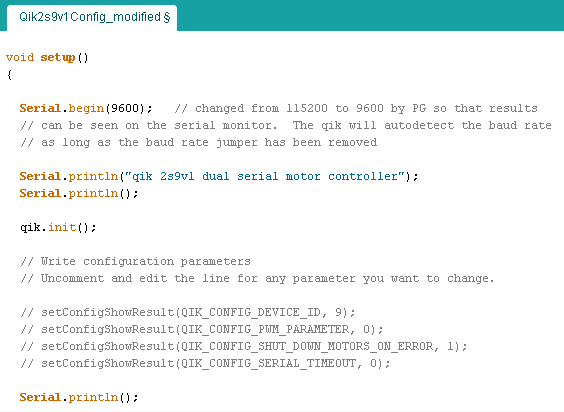 Qik2s9v1Config_modified §
void setup()
{
Serial.begin(9600);   // changed from 115200 to 9600 by PG so that results
// can be seen on the serial monitor.  The qik will autodetect the baud rate
// as long as the baud rate jumper has been removed
Serial.println("qik 2s9v1 dual serial motor controller");
Serial.println();
qik.init();
// Write configuration parameters
// Uncomment and edit the line for any parameter you want to change.
// setConfigShowResult(QIK_CONFIG_DEVICE_ID, 9);
// setConfigShowResult(QIK_CONFIG_PWM_PARAMETER, 0);
// setConfigShowResult(QIK_CONFIG_SHUT_DOWN_MOTORS_ON_ERROR, 1);
// setConfigShowResult(QIK_CONFIG_SERIAL_TIMEOUT, 0);
Serial.println();